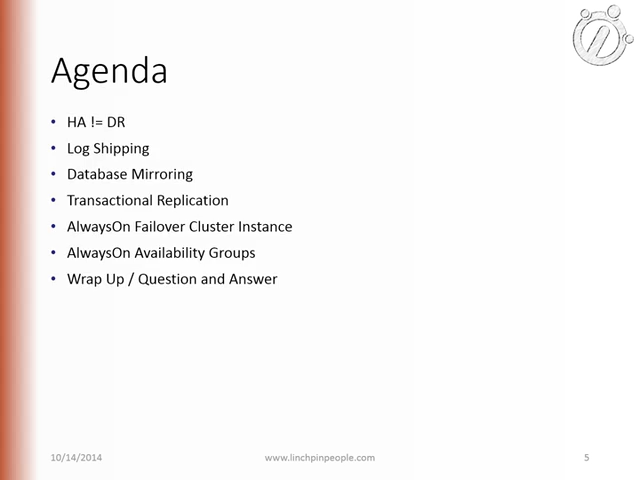 Agenda
• HA != DR
• Log Shipping
• Database Mirroring
• Transactional Replication
• AlwaysOn Failover Cluster Instance
• AlwaysOn Availability Groups
• Wrap Up / Question and Answer
10/14/2014 www.linchpinpeople.com 5